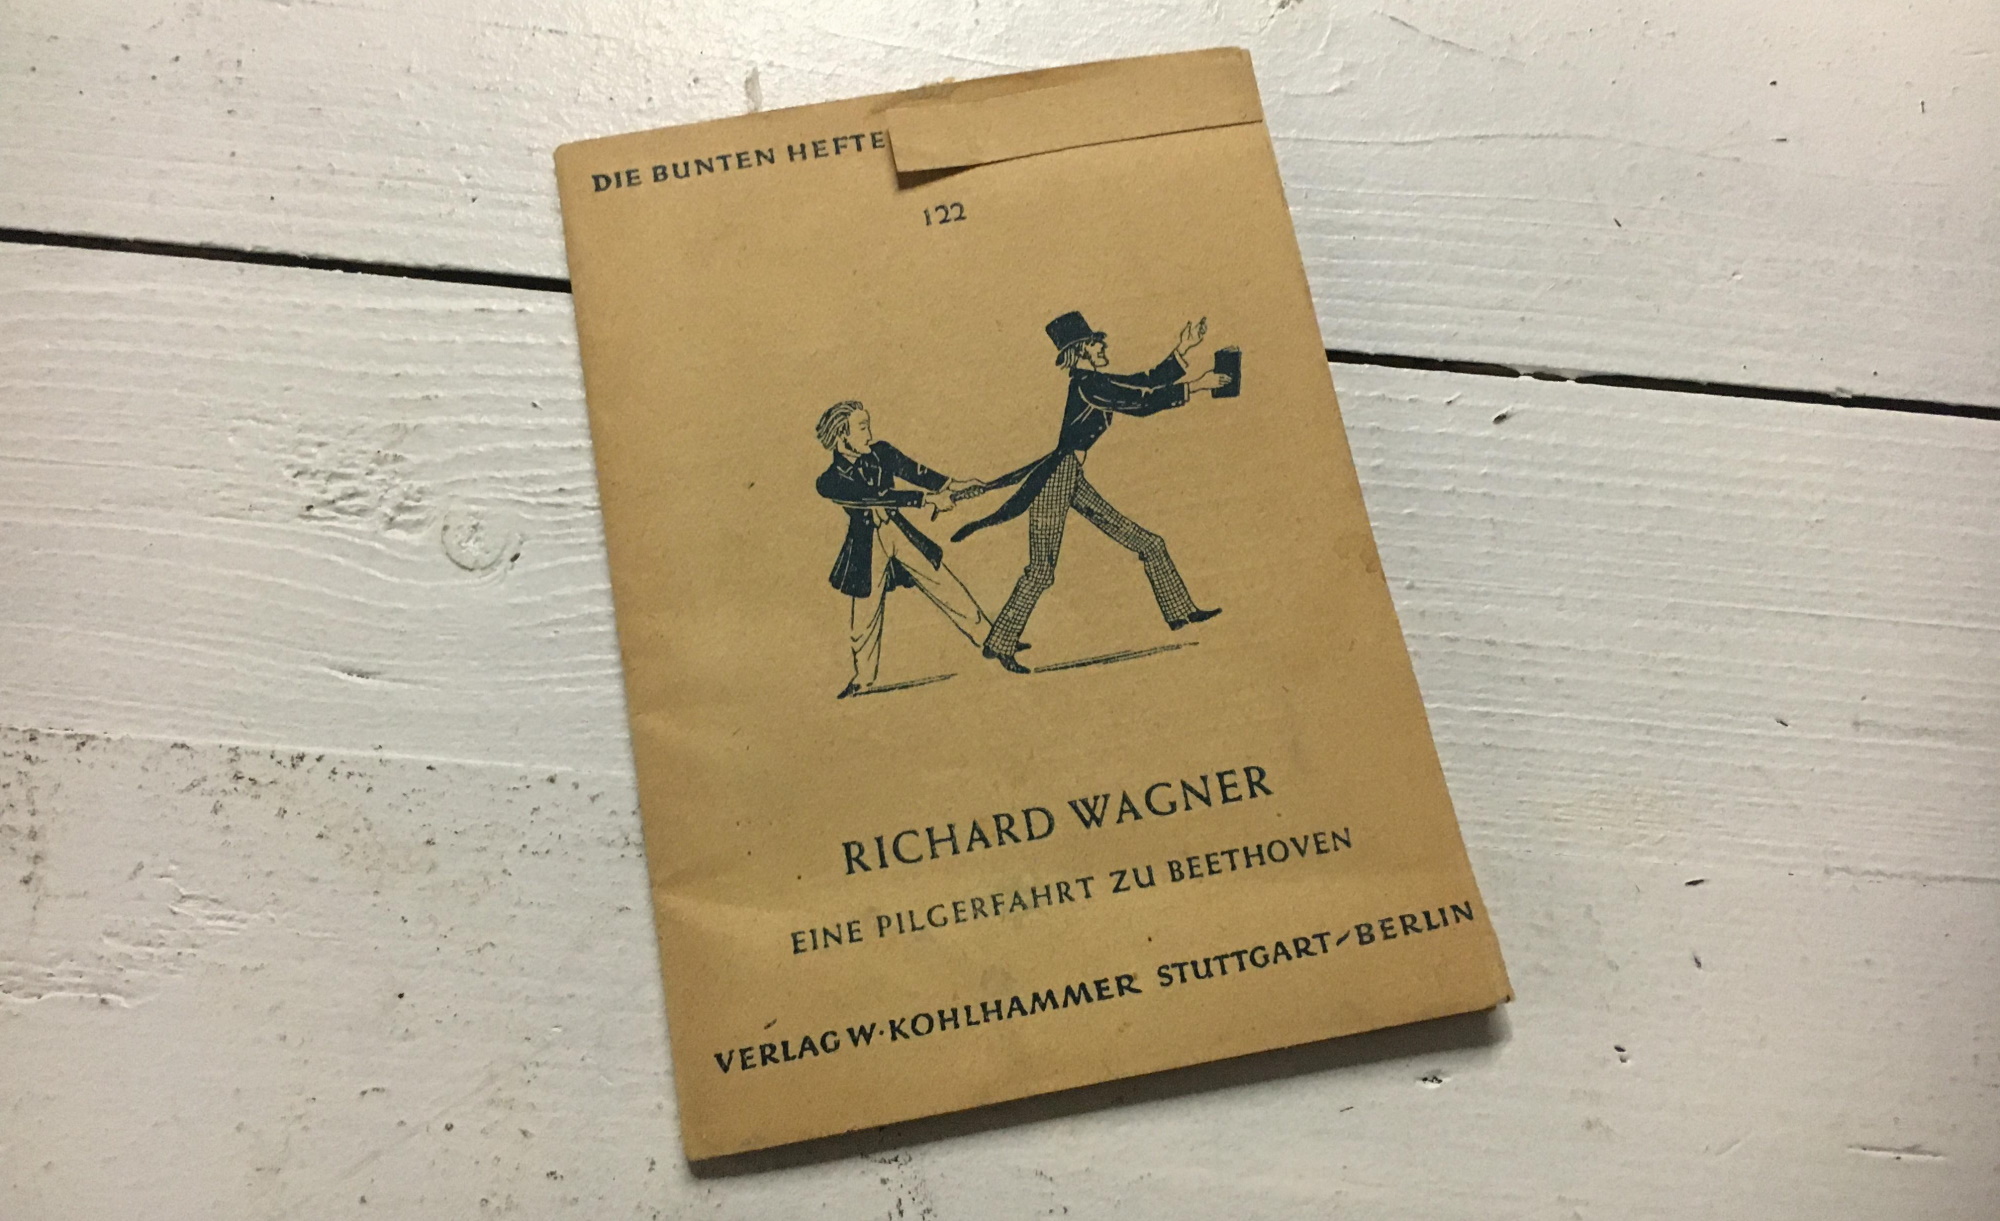 DIE BUNTEN HEFTE
122
RICHARD WAGNER
EINE PILGERFAHRT ZU BEETHOVEN
VERLAG W·KOHLHAMMER STUTTGART-BERLIN